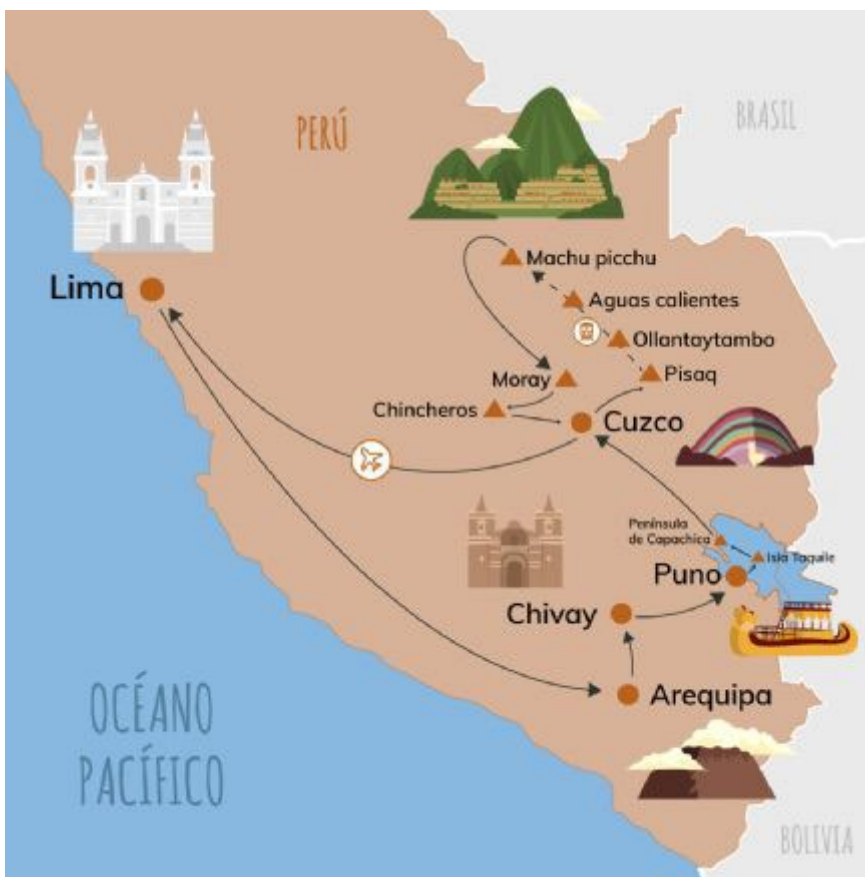 PERÚ
BRASIL
Lima
Machu picchu
Aguas calientes
Ollantaytambo
Moray
Pisaq
Chincheros
Cuzco
Península
de Capachica
Isla Taquile
Puno
Chivay
Arequipa
OCÉANO
PACÍFICO
BOLIVIA